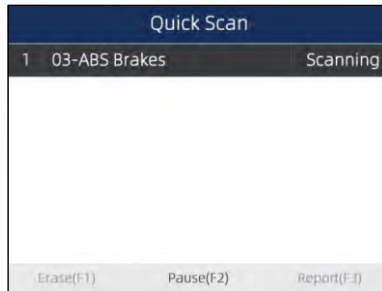 Quick Scan
1 03-ABS Brakes Scanning
Erase(F1) Pause(F2) Report(F3)